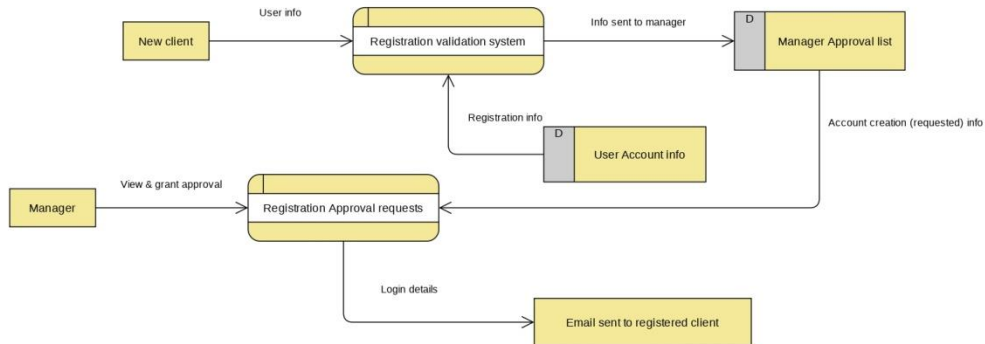 User info
Info sent to manager
D
New client
Registration validation system
Manager Approval list
Registration info
Account creation (requested) info
D
User Account info
View & grant approval
Manager
Registration Approval requests
Login details
Email sent to registered client